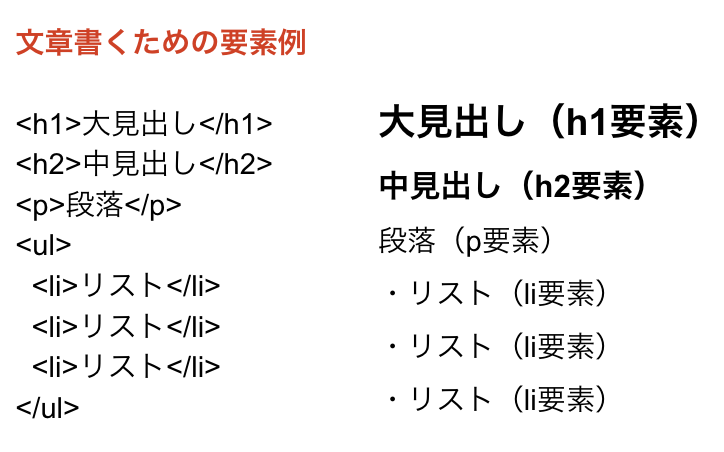 文章書くための要素例
<h1>大見出し</h1>
<h2>中見出し</h2>
<p>段落</p>
<ul>
<li>リスト</li>
<li>リスト</li>
<li>リスト</li>
</ul>
大見出し（h1要素）
中見出し（h2要素）
段落（p要素）
・リスト（li要素）
・リスト（li要素）
・リスト（li要素）